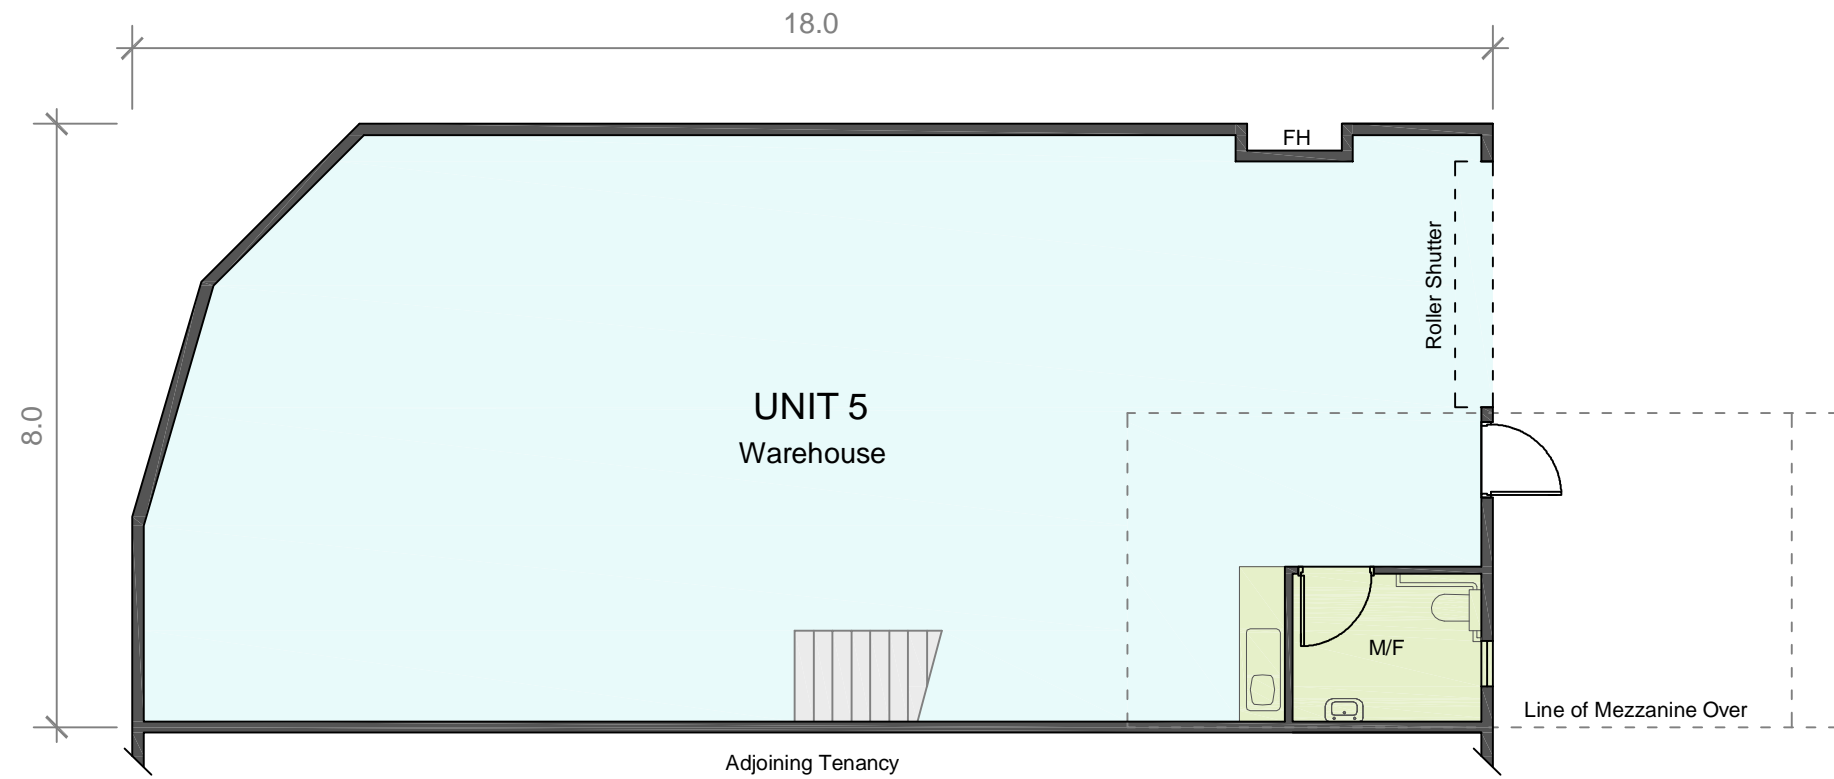 18.0
FH
Roller Shutter
8.0
UNIT 5
Warehouse
M/F
Line of Mezzanine Over
Adjoining Tenancy